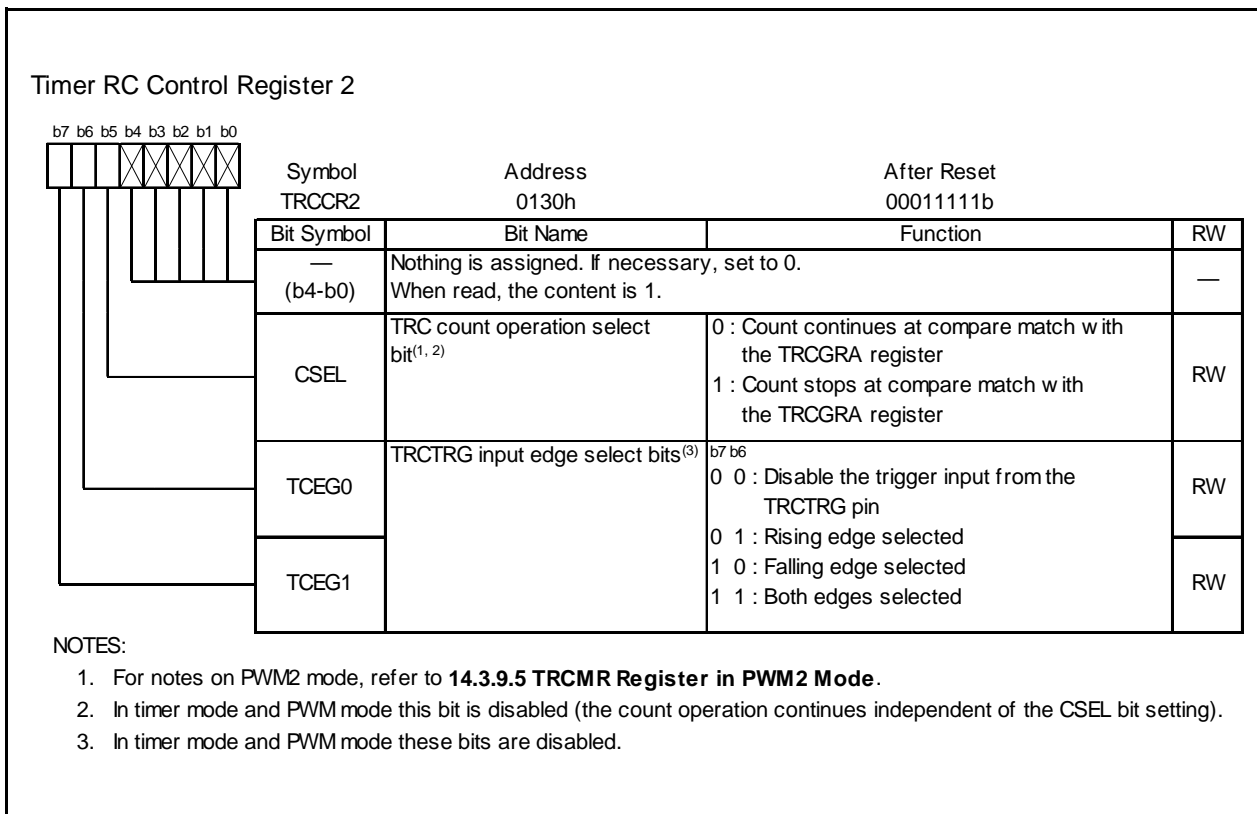 Timer RC Control Register 2
b7 b6 b5 b4 b3 b2 b1 b0
Symbol Address After Reset
TRCCR2 0130h 00011111b
Bit Symbol Bit Name Function RW
— (b4-b0) Nothing is assigned. If necessary, set to 0.
When read, the content is 1. —
CSEL TRC count operation select
bit(1, 2)
0 : Count continues at compare match with
the TRCGRA register
1 : Count stops at compare match with
the TRCGRA register
RW
TCEG0 TRCTRG input edge select bits(3) b7 b6
0 0 : Disable the trigger input from the
TRCTRG pin
RW
0 1 : Rising edge selected
TCEG1 1 0 : Falling edge selected
1 1 : Both edges selected
RW
NOTES:
1. For notes on PWM2 mode, refer to 14.3.9.5 TRCMR Register in PWM2 Mode.
2. In timer mode and PWM mode this bit is disabled (the count operation continues independent of the CSEL bit setting).
3. In timer mode and PWM mode these bits are disabled.